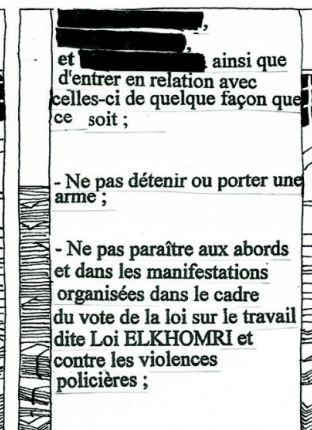 ,
,
et ainsi que
d'entrer en relation avec
celles-ci de quelque façon que
ce soit ;
- Ne pas détenir ou porter une
arme ;
- Ne pas paraître aux abords
et dans les manifestations
organisées dans le cadre
du vote de la loi sur le travail
dite Loi ELKHOMRI et
contre les violences
policières ;